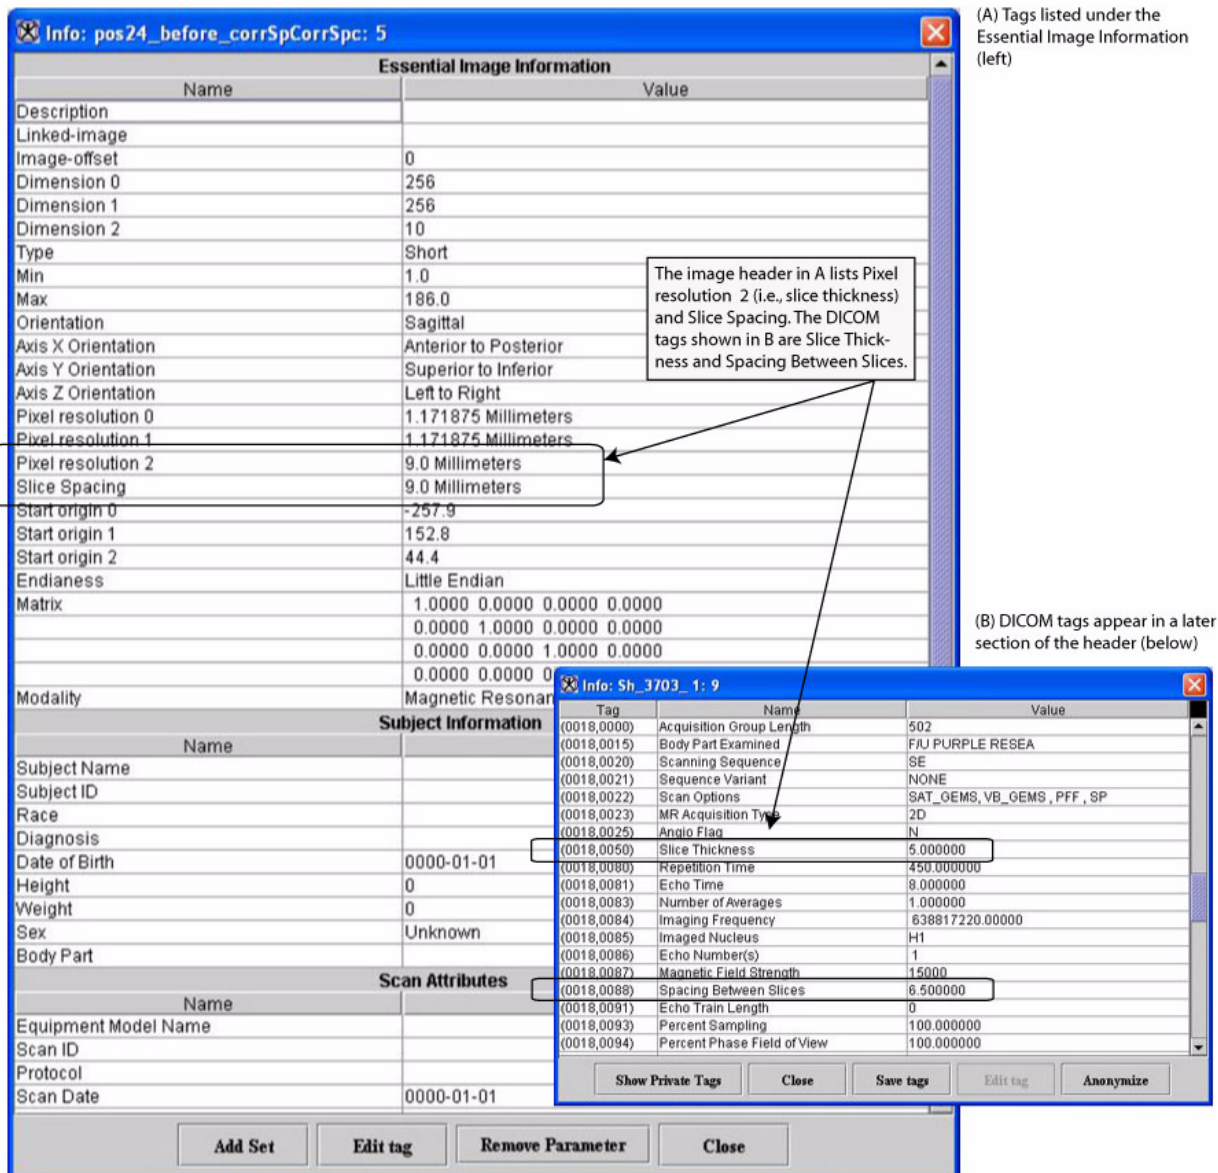 (A) Tags listed under the
Essential Image Information
(left)
Info: pos24_before_corrSpCorrSpc: 5
Essential Image Information
Name Value
Description
Linked-image
Image-offset 0
Dimension 0 256
Dimension 1 256
Dimension 2 10
Type Short
Min 1.0
Max 186.0
Orientation Sagittal
Axis X Orientation Anterior to Posterior
Axis Y Orientation Superior to Inferior
Axis Z Orientation Left to Right
Pixel resolution 0 1.171875 Millimeters
Pixel resolution 1 1.171875 Millimeters
Pixel resolution 2 9.0 Millimeters
Slice Spacing 9.0 Millimeters
Start origin 0 -257.9
Start origin 1 152.8
Start origin 2 44.4
Endianess Little Endian
Matrix 1.0000 0.0000 0.0000 0.0000
0.0000 1.0000 0.0000 0.0000
0.0000 0.0000 1.0000 0.0000
0.0000 0.0000 0
Modality Magnetic Resonan
The image header in A lists Pixel
resolution 2 (i.e., slice thickness)
and Slice Spacing. The DICOM
tags shown in B are Slice Thick-
ness and Spacing Between Slices.
Subject Information
Name
Subject Name
Subject ID
Race
Diagnosis
Date of Birth 0000-01-01
Height 0
Weight 0
Sex Unknown
Body Part
Scan Attributes
Name
Equipment Model Name
Scan ID
Protocol
Scan Date 0000-01-01
Add Set Edit tag Remove Parameter Close
(B) DICOM tags appear in a later
section of the header (below)
Info: Sh_3703_ 1: 9
Tag Name Value
(0018,0000) Acquisition Group Length 502
(0018,0015) Body Part Examined F/U PURPLE RESEA
(0018,0020) Scanning Sequence SE
(0018,0021) Sequence Variant NONE
(0018,0022) Scan Options SAT_GEMS, VB_GEMS , PFF , SP
(0018,0023) MR Acquisition Type 2D
(0018,0025) Angio Flag N
(0018,0050) Slice Thickness 5.000000
(0018,0080) Repetition Time 450.000000
(0018,0081) Echo Time 8.000000
(0018,0083) Number of Averages 1.000000
(0018,0084) Imaging Frequency 638817220.00000
(0018,0085) Imaged Nucleus H1
(0018,0086) Echo Number(s) 1
(0018,0087) Magnetic Field Strength 15000
(0018,0088) Spacing Between Slices 6.500000
(0018,0091) Echo Train Length 0
(0018,0093) Percent Sampling 100.000000
(0018,0094) Percent Phase Field of View 100.000000
Show Private Tags Close Save tags Edit tag Anonymize